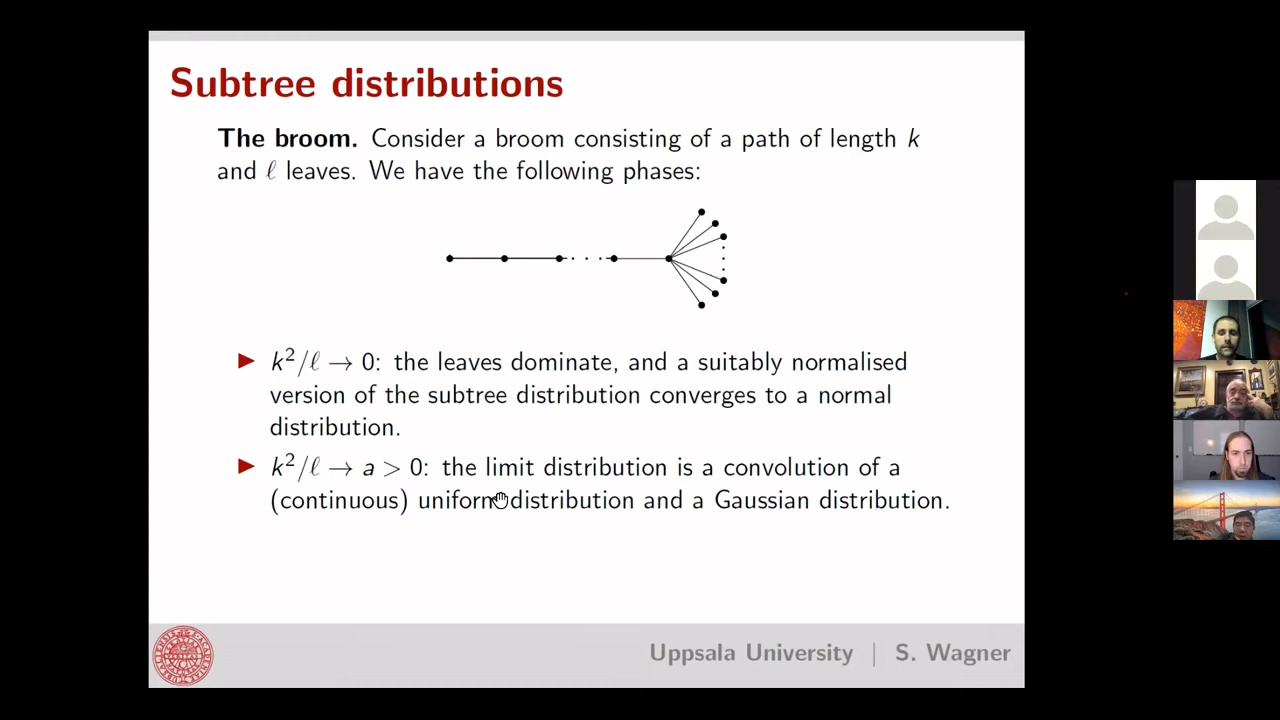 Subtree distributions
The broom. Consider a broom consisting of a path of length k
and ℓ leaves. We have the following phases:
k²/ℓ → 0: the leaves dominate, and a suitably normalised
version of the subtree distribution converges to a normal
distribution.
k²/ℓ → a > 0: the limit distribution is a convolution of a
(continuous) uniform distribution and a Gaussian distribution.
Uppsala University | S. Wagner